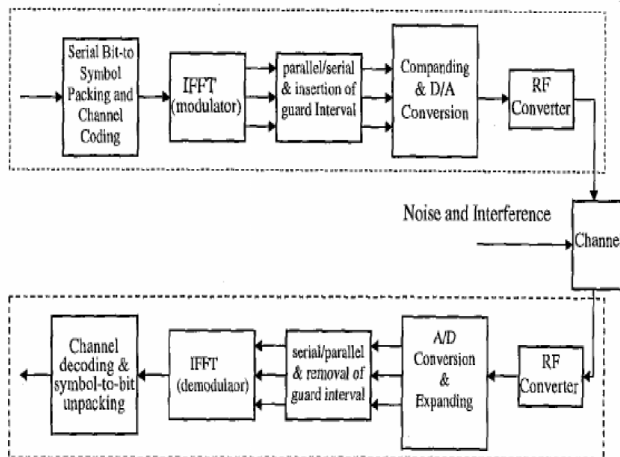 Serial Bit-to
Symbol
Packing and
Channel
Coding
IFFT
(modulator)
parallel/serial
& insertion of
guard Interval
Companding
& D/A
Conversion
RF
Converter
Noise and Interference
Channel
Channel
decoding &
symbol-to-bit
unpacking
IFFT
(demodulaor)
serial/parallel
& removal of
guard interval
A/D
Conversion
&
Expanding
RF
Converter